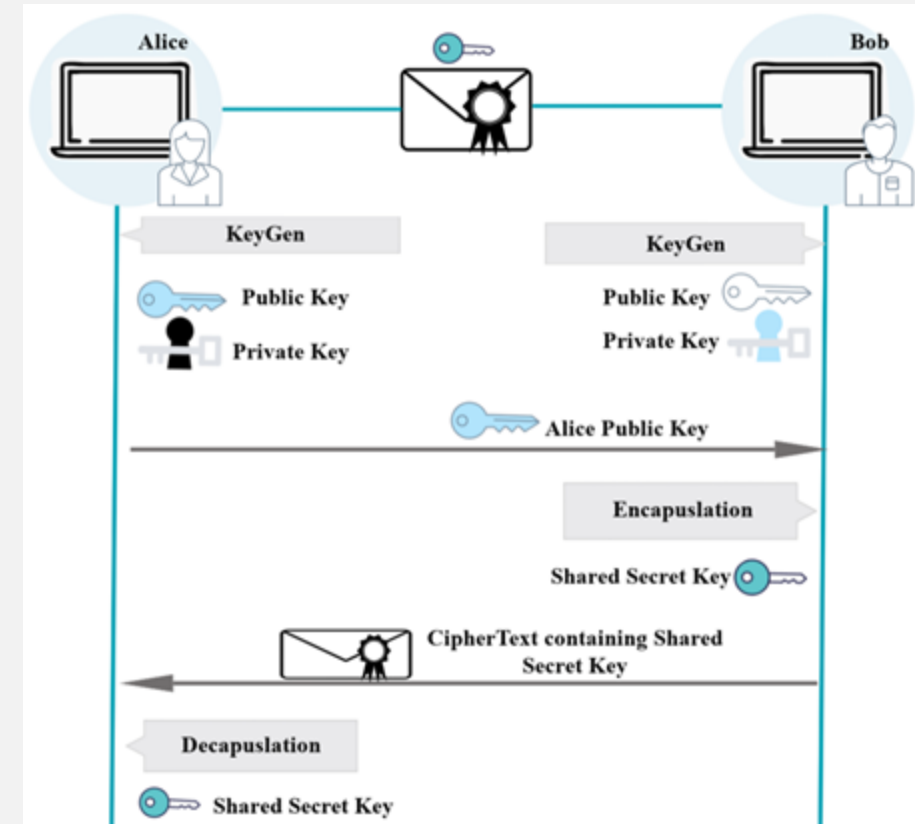 Alice
Bob
KeyGen
KeyGen
Public Key
Public Key
Private Key
Private Key
Alice Public Key
Encapuslation
Shared Secret Key
CipherText containing Shared
Secret Key
Decapuslation
Shared Secret Key